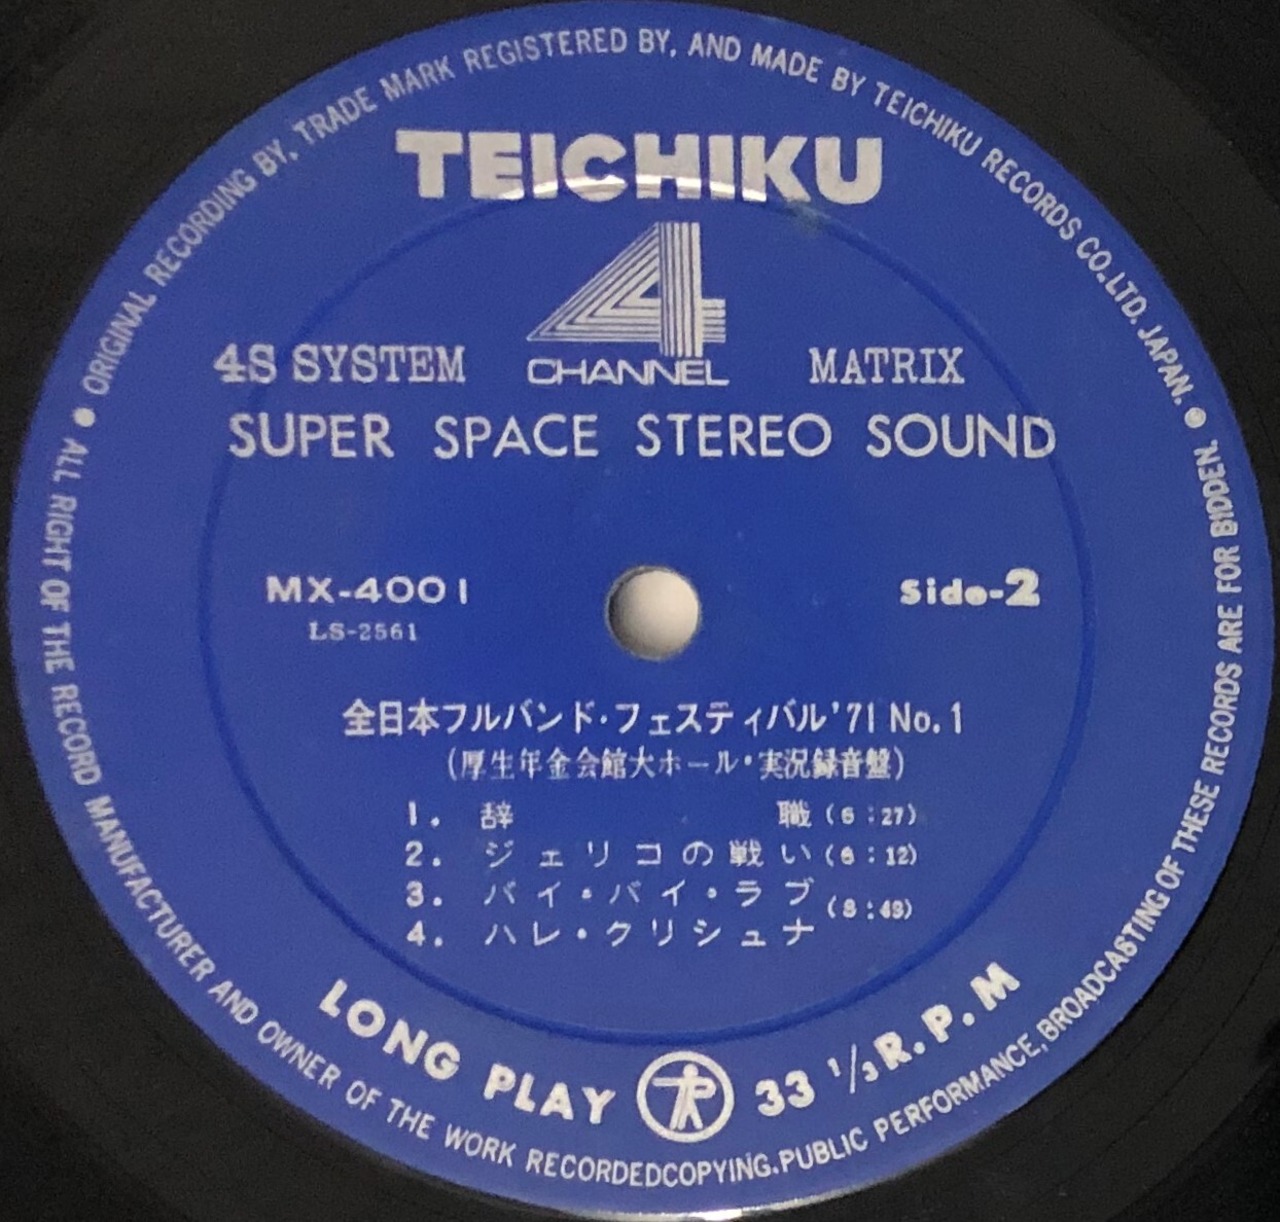 ORIGINAL RECORDING BY, TRADE MARK REGISTERED BY, AND MADE BY TEICHIKU RECORDS CO., LTD. JAPAN.
TEICHIKU
4
CHANNEL
4S SYSTEM MATRIX
SUPER SPACE STEREO SOUND
MX-4001 Side-2
LS-2561
全日本フルバンド・フェスティバル'71 No.1
(厚生年金会館大ホール・実況録音盤)
1. 辞 職 (6:27)
2. ジェリコの戦い (6:12)
3. バイ・バイ・ラブ
4. ハレ・クリシュナ
LONG PLAY 33 1/3 R.P.M
ALL RIGHT OF THE RECORD MANUFACTURER AND OWNER OF THE WORK RECORDEDCOPYING.PUBLIC PERFORMANCE, BROADCASTING OF THESE RECORDS ARE FOR BIDDEN.